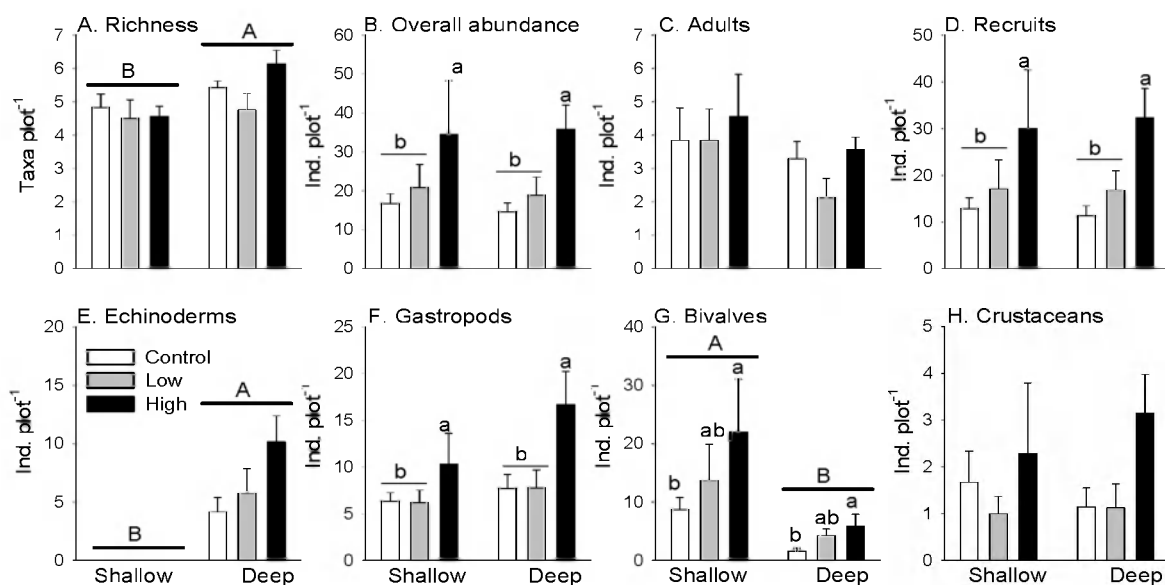 A. Richness
B. Overall abundance
C. Adults
D. Recruits
Taxa plot⁻¹
7
6
5
4
3
2
1
0
B
A
Ind. plot⁻¹
60
50
40
30
20
10
0
b
a
b
a
Ind. plot⁻¹
7
6
5
4
3
2
1
0
Ind. plot⁻¹
50
40
30
20
10
0
b
a
b
a
E. Echinoderms
F. Gastropods
G. Bivalves
H. Crustaceans
Ind. plot⁻¹
20
15
10
5
0
Control
Low
High
B
A
Shallow Deep
Ind. plot⁻¹
25
20
15
10
5
0
b
a
b
a
Shallow Deep
Ind. plot⁻¹
40
30
20
10
0
A
b
ab
a
B
b
ab
a
Shallow Deep
Ind. plot⁻¹
5
4
3
2
1
0
Shallow Deep